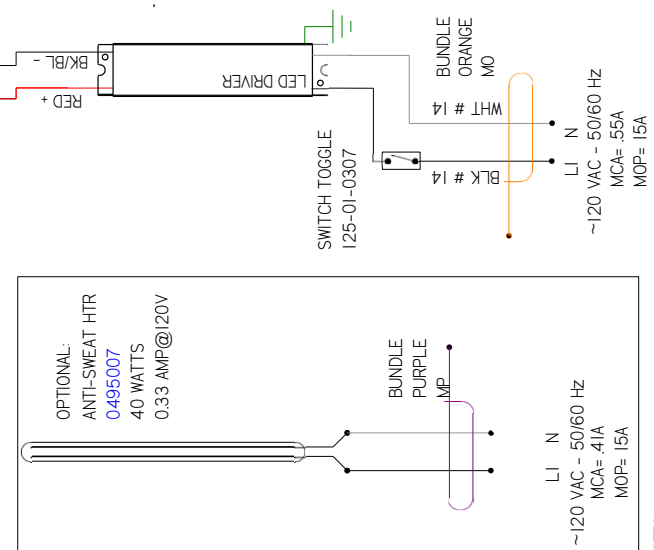 BK/BL -
RED +
LED DRIVER
BUNDLE
ORANGE
MO
WHT # 14
BLK # 14
SWITCH TOGGLE
125-01-0307
L1 N
~120 VAC - 50/60 Hz
MCA= .55A
MOP= 15A
OPTIONAL:
ANTI-SWEAT HTR
0495007
40 WATTS
0.33 AMP@120V
BUNDLE
PURPLE
MP
L1 N
~120 VAC - 50/60 Hz
MCA= .41A
MOP= 15A